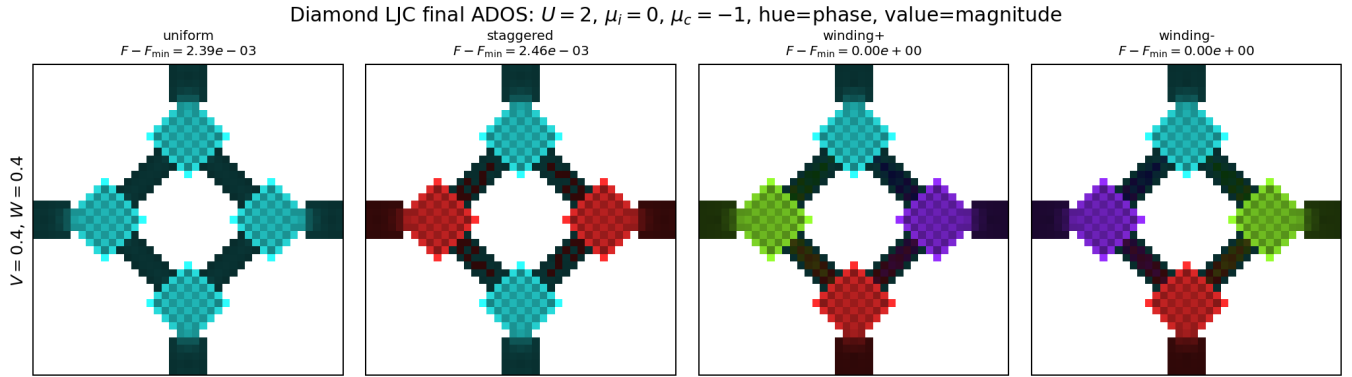 Diamond LJC final ADOS: U = 2, μ_i = 0, μ_c = −1, hue=phase, value=magnitude
uniform
F − F_min = 2.39e − 03
staggered
F − F_min = 2.46e − 03
winding+
F − F_min = 0.00e + 00
winding-
F − F_min = 0.00e + 00
V = 0.4, W = 0.4